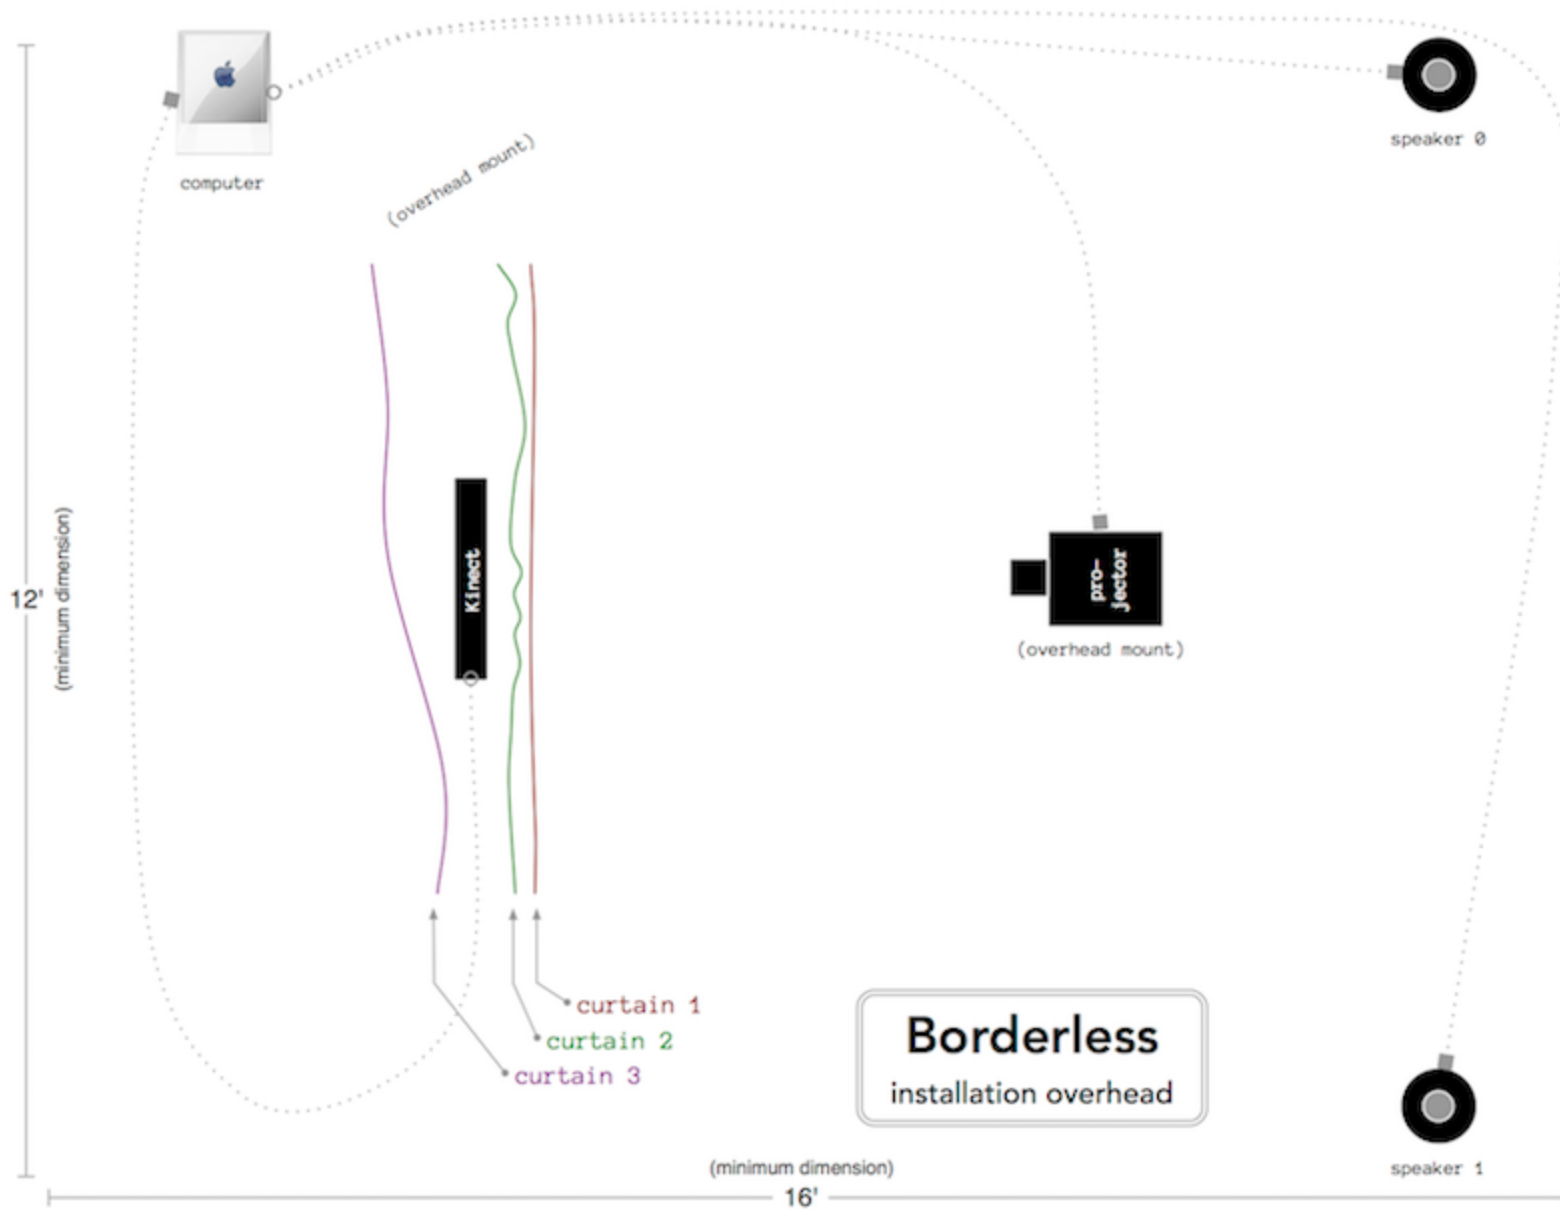 computer
speaker 0
(overhead mount)
12'
(minimum dimension)
Kinect
pro-
jector
(overhead mount)
curtain 1
curtain 2
curtain 3
Borderless
installation overhead
speaker 1
(minimum dimension)
16'